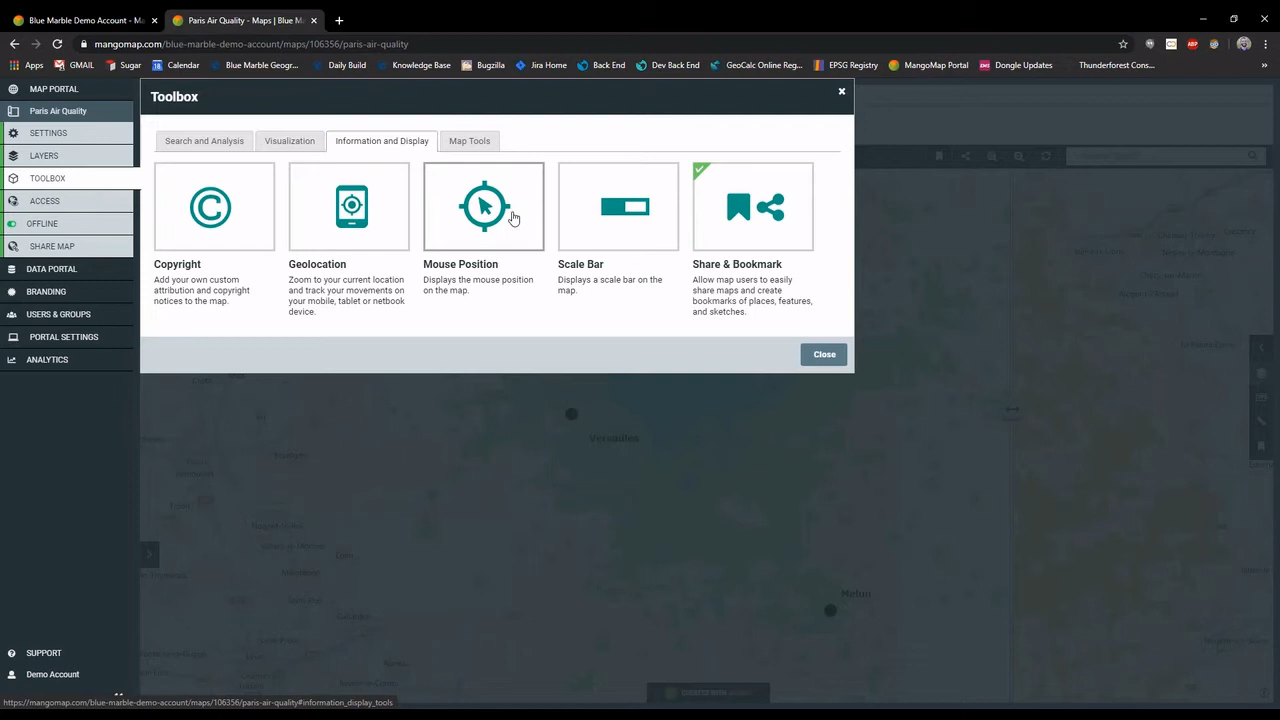 Blue Marble Demo Account - Ma
Paris Air Quality - Maps | Blue M
mangomap.com/blue-marble-demo-account/maps/106356/paris-air-quality
Apps
GMAIL
Sugar
Calendar
Blue Marble Geogr...
Daily Build
Knowledge Base
Bugzilla
Jira Home
Back End
Dev Back End
GeoCalc Online Reg...
EPSG Registry
MangoMap Portal
Dongle Updates
Thunderforest Cons...
MAP PORTAL
Paris Air Quality
SETTINGS
LAYERS
TOOLBOX
ACCESS
OFFLINE
SHARE MAP
DATA PORTAL
BRANDING
USERS & GROUPS
PORTAL SETTINGS
ANALYTICS
SUPPORT
Demo Account
Toolbox
Search and Analysis
Visualization
Information and Display
Map Tools
Copyright
Add your own custom
attribution and copyright
notices to the map.
Geolocation
Zoom to your current location
and track your movements on
your mobile, tablet or netbook
device.
Mouse Position
Displays the mouse position
on the map.
Scale Bar
Displays a scale bar on the
map.
Share & Bookmark
Allow map users to easily
share maps and create
bookmarks of places, features,
and sketches.
Close
Versailles
Melun
CREATED WITH
https://mangomap.com/blue-marble-demo-account/maps/106356/paris-air-quality#information_display_tools